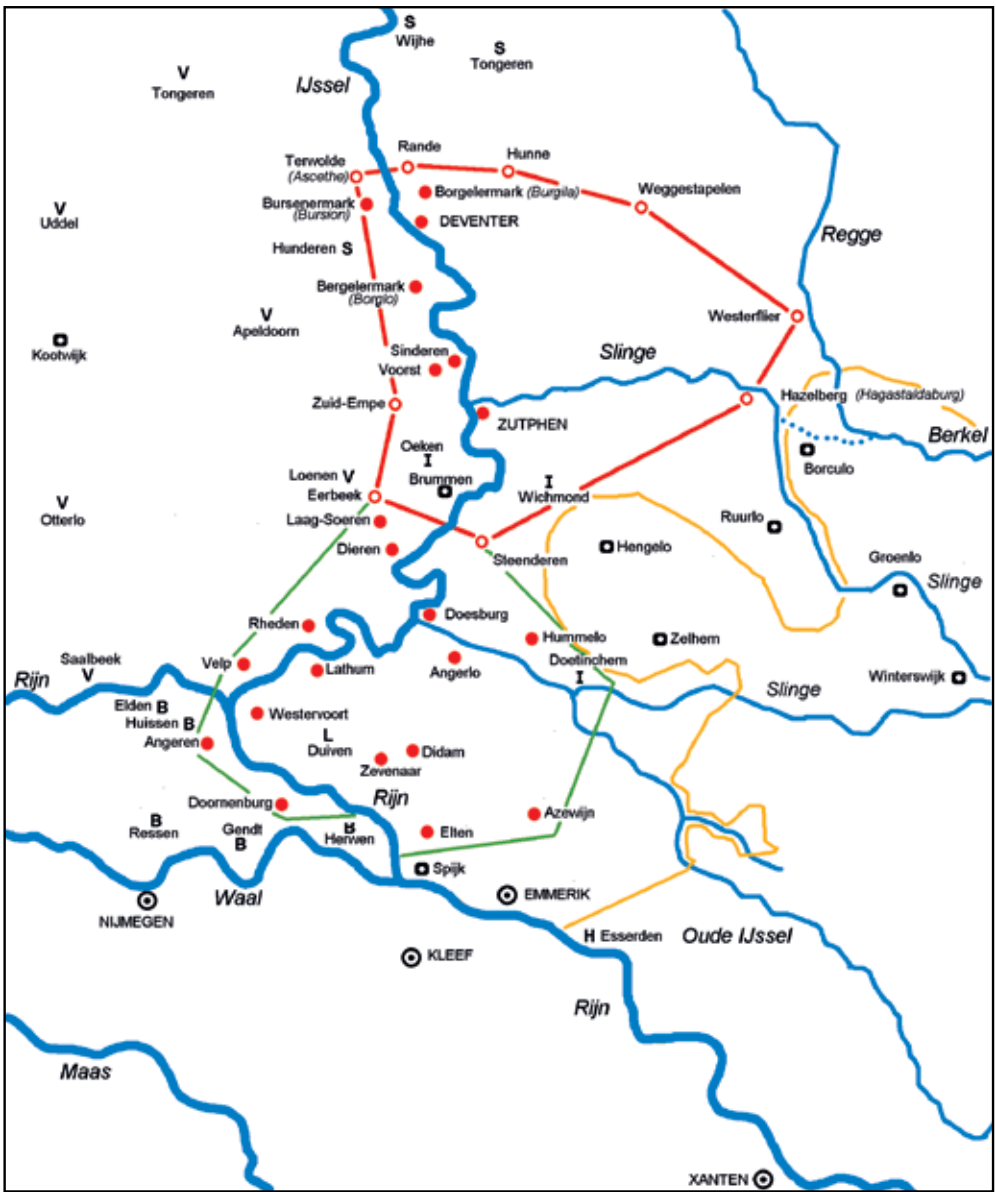 S
Wijhe
S
Tongeren
IJssel
V
Tongeren
Rande
Hunne
Terwolde
(Ascethe)
Weggestapelen
Borgelermark (Burgila)
Bursenermark
(Bursion)
DEVENTER
V
Uddel
Regge
Hunderen S
Bergelermark
(Borglo)
V
Apeldoorn
Westerflier
Kootwijk
Sinderen
Voorst
Slinge
Zuid-Empe
Hazelberg (Hagastaldaburg)
ZUTPHEN
Berkel
Oeken
I
Borculo
Loenen V
Brummen
Eerbeek
I
Wichmond
V
Otterlo
Laag-Soeren
Ruurlo
Dieren
Hengelo
Steenderen
Groenlo
Slinge
Rheden
Doesburg
Hummelo
Zelhem
Saalbeek
V
Velp
Lathum
Angerlo
Doetinchem
I
Rijn
Winterswijk
Slinge
Elden B
Huissen B
Angeren
Westervoort
L
Duiven
Didam
Zevenaar
Rijn
Doornenburg
Azewijn
B
Ressen
Gendt
B
B
Herwen
Elten
Spijk
Waal
EMMERIK
NIJMEGEN
H Esserden
Oude IJssel
KLEEF
Rijn
Maas
XANTEN